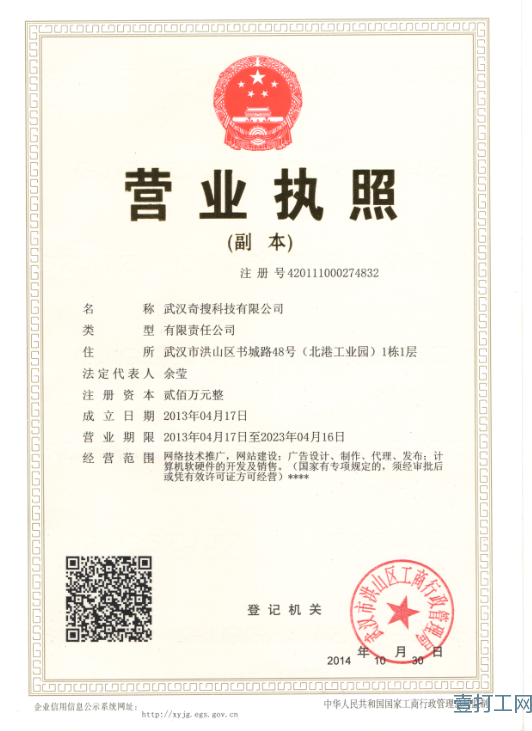 营业执照
(副 本)
注 册 号420111000274832
名 称 武汉奇搜科技有限公司
类 型 有限责任公司
住 所 武汉市洪山区书城路48号（北港工业园）1栋1层
法定代表人 余莹
注 册 资 本 贰佰万元整
成 立 日 期 2013年04月17日
营 业 期 限 2013年04月17日至2023年04月16日
经 营 范 围 网络技术推广，网站建设；广告设计、制作、代理、发布；计
算机软硬件的开发及销售。（国家有专项规定的，须经审批后
或凭有效许可证方可经营）****
登 记 机 关
武汉市洪山区工商行政管理局
2014 年 10 月 30 日
企业信用信息公示系统网址：
http://xyjg.egs.gov.cn
中华人民共和国国家工商行政管理总局监制
壹打工网